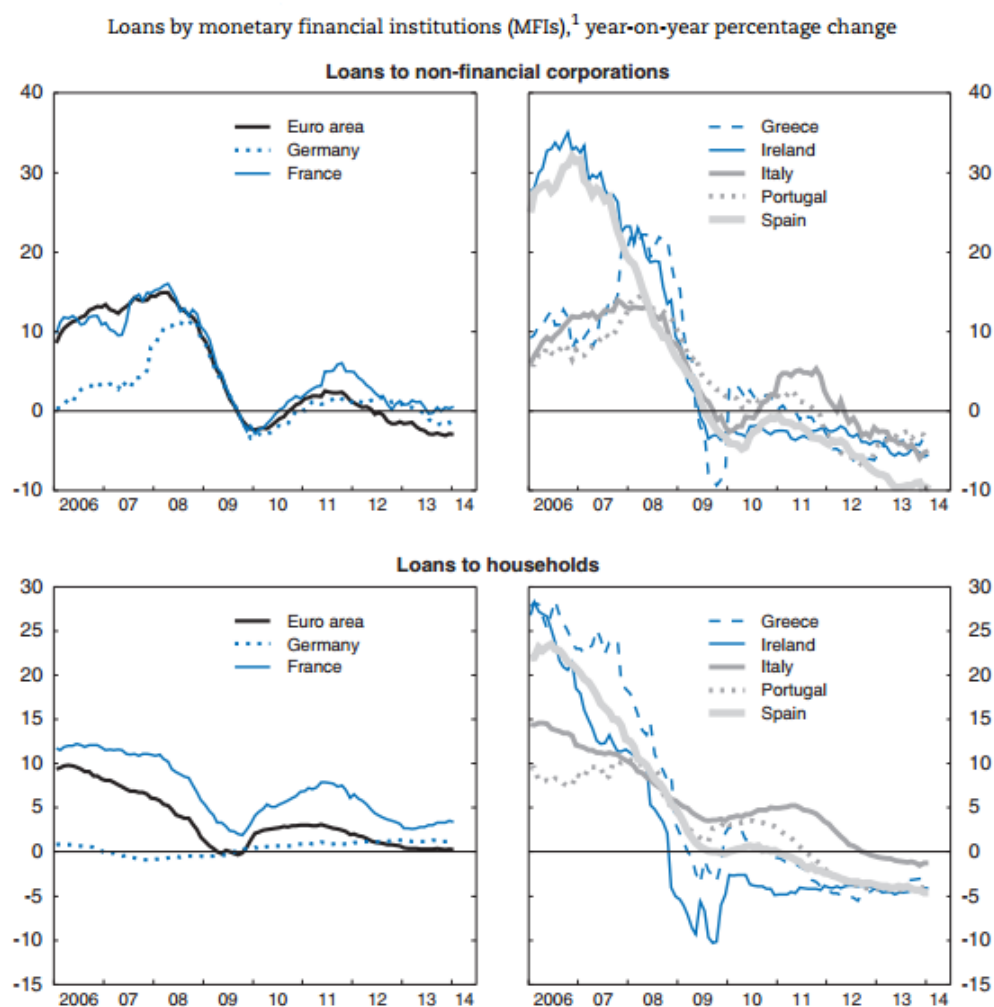 Loans by monetary financial institutions (MFIs),1 year-on-year percentage change
Loans to non-financial corporations
40
30
20
10
0
-10
Euro area
Germany
France
2006 07 08 09 10 11 12 13 14
Greece
Ireland
Italy
Portugal
Spain
40
30
20
10
0
-10
2006 07 08 09 10 11 12 13 14
Loans to households
30
25
20
15
10
5
0
-5
-10
-15
Euro area
Germany
France
2006 07 08 09 10 11 12 13 14
Greece
Ireland
Italy
Portugal
Spain
30
25
20
15
10
5
0
-5
-10
-15
2006 07 08 09 10 11 12 13 14